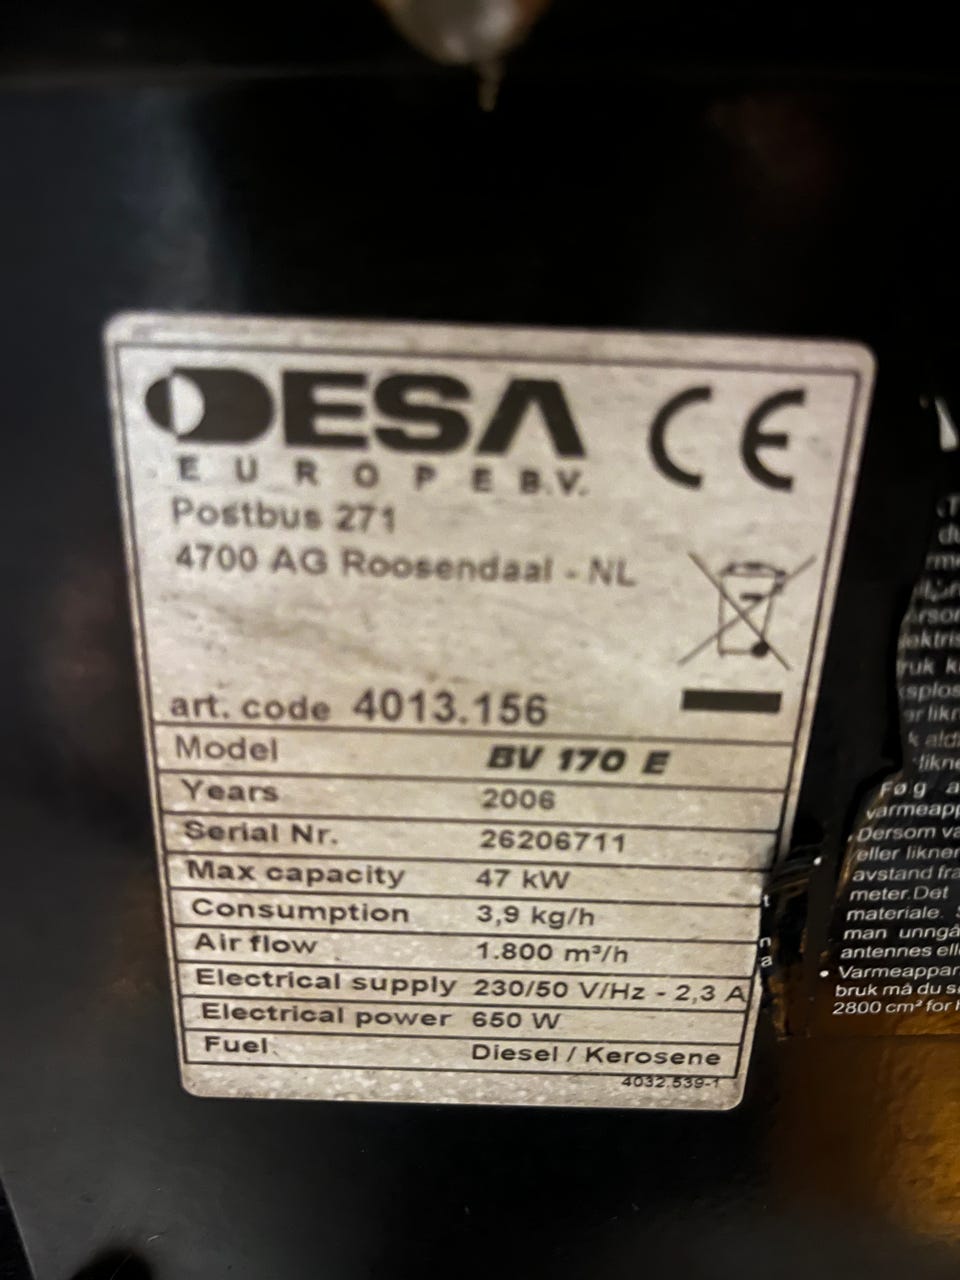 DESA CE
EUROPE B.V.
Postbus 271
4700 AG Roosendaal - NL
art. code 4013.156
Model BV 170 E
Years 2006
Serial Nr. 26206711
Max capacity 47 kW
Consumption 3,9 kg/h
Air flow 1.800 m³/h
Electrical supply 230/50 V/Hz - 2,3 A
Electrical power 650 W
Fuel Diesel / Kerosene
4032.539-1
Føg a
varmeapp
Dersom va
eller likner
avstand fra
meter. Det
materiale.
man unngå
antennes ell
• Varmeappar
bruk må du sø
2800 cm² for